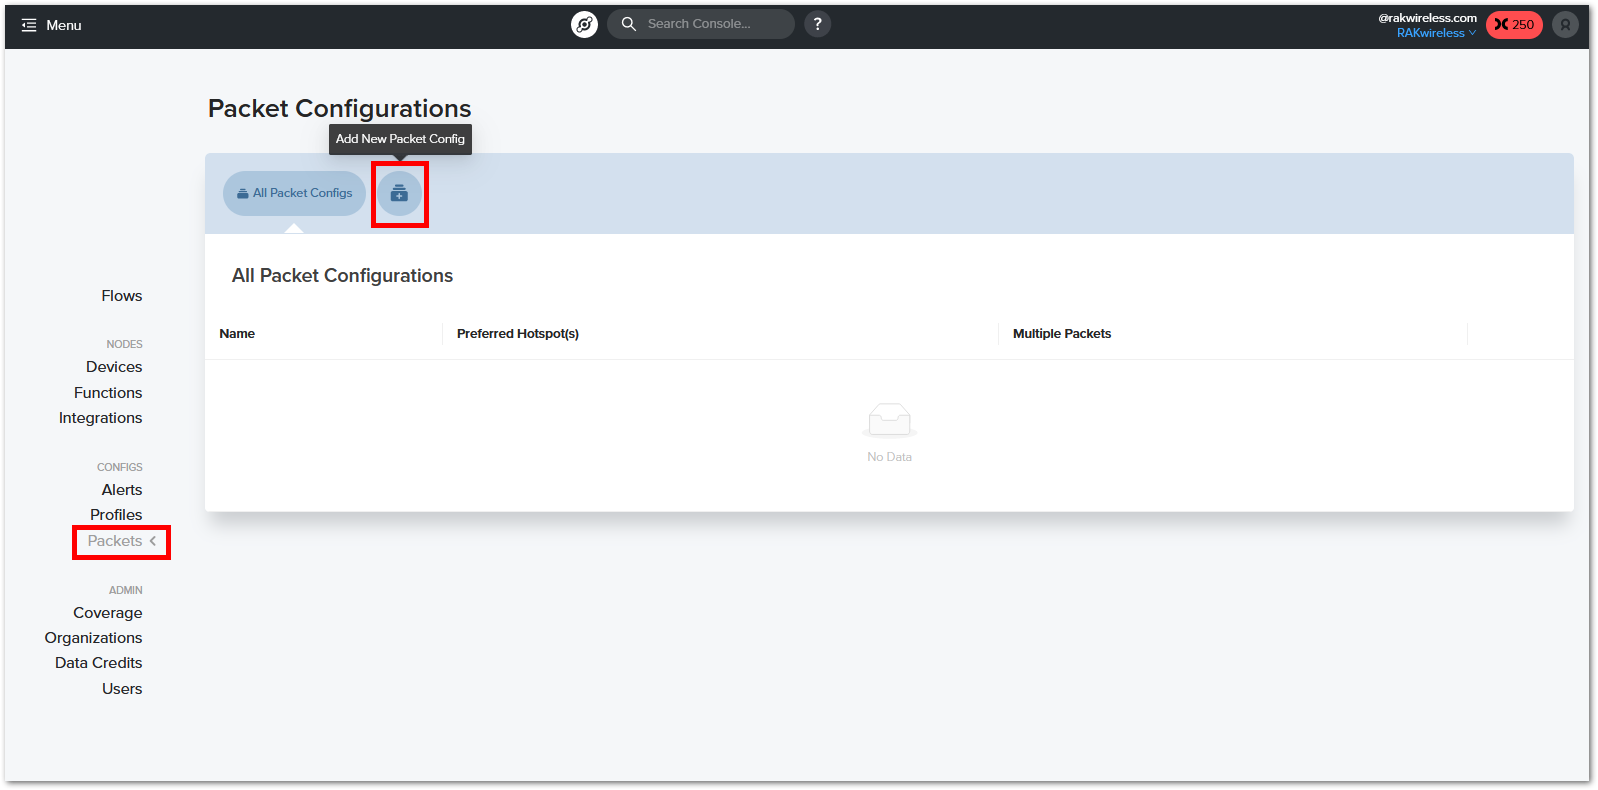 Menu
Search Console...
?
@rakwireless.com
RAKwireless
250
Packet Configurations
Add New Packet Config
All Packet Configs
All Packet Configurations
Name
Preferred Hotspot(s)
Multiple Packets
No Data
Flows
NODES
Devices
Functions
Integrations
CONFIGS
Alerts
Profiles
Packets
ADMIN
Coverage
Organizations
Data Credits
Users